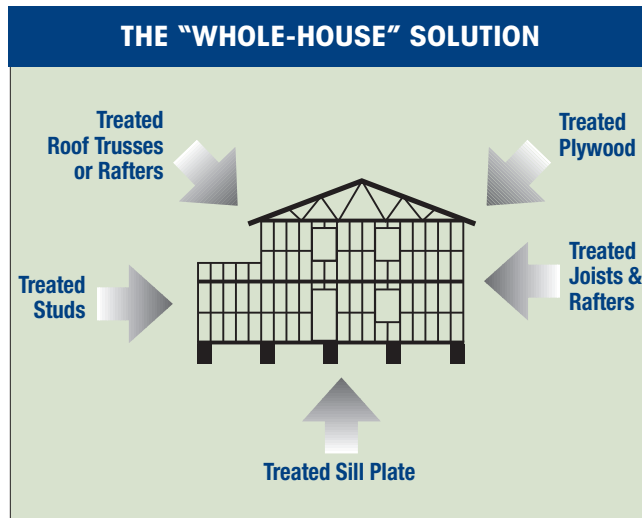 THE “WHOLE-HOUSE” SOLUTION
Treated
Roof Trusses
or Rafters
Treated
Plywood
Treated
Studs
Treated
Joists &
Rafters
Treated Sill Plate